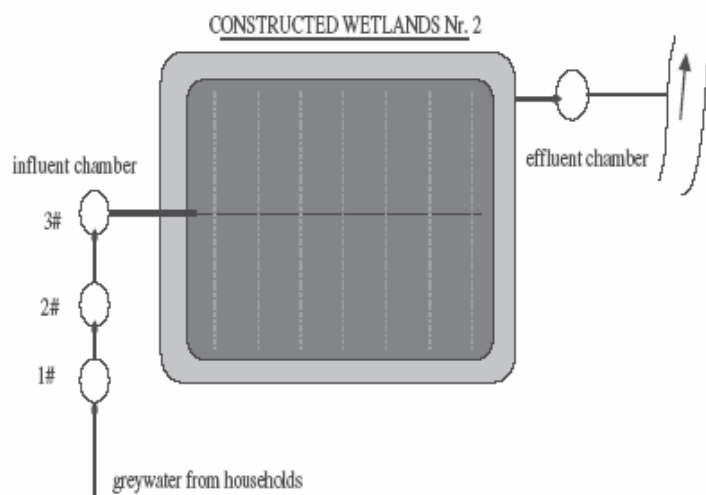 CONSTRUCTED WETLANDS Nr. 2
influent chamber
effluent chamber
3#
2#
1#
greywater from households